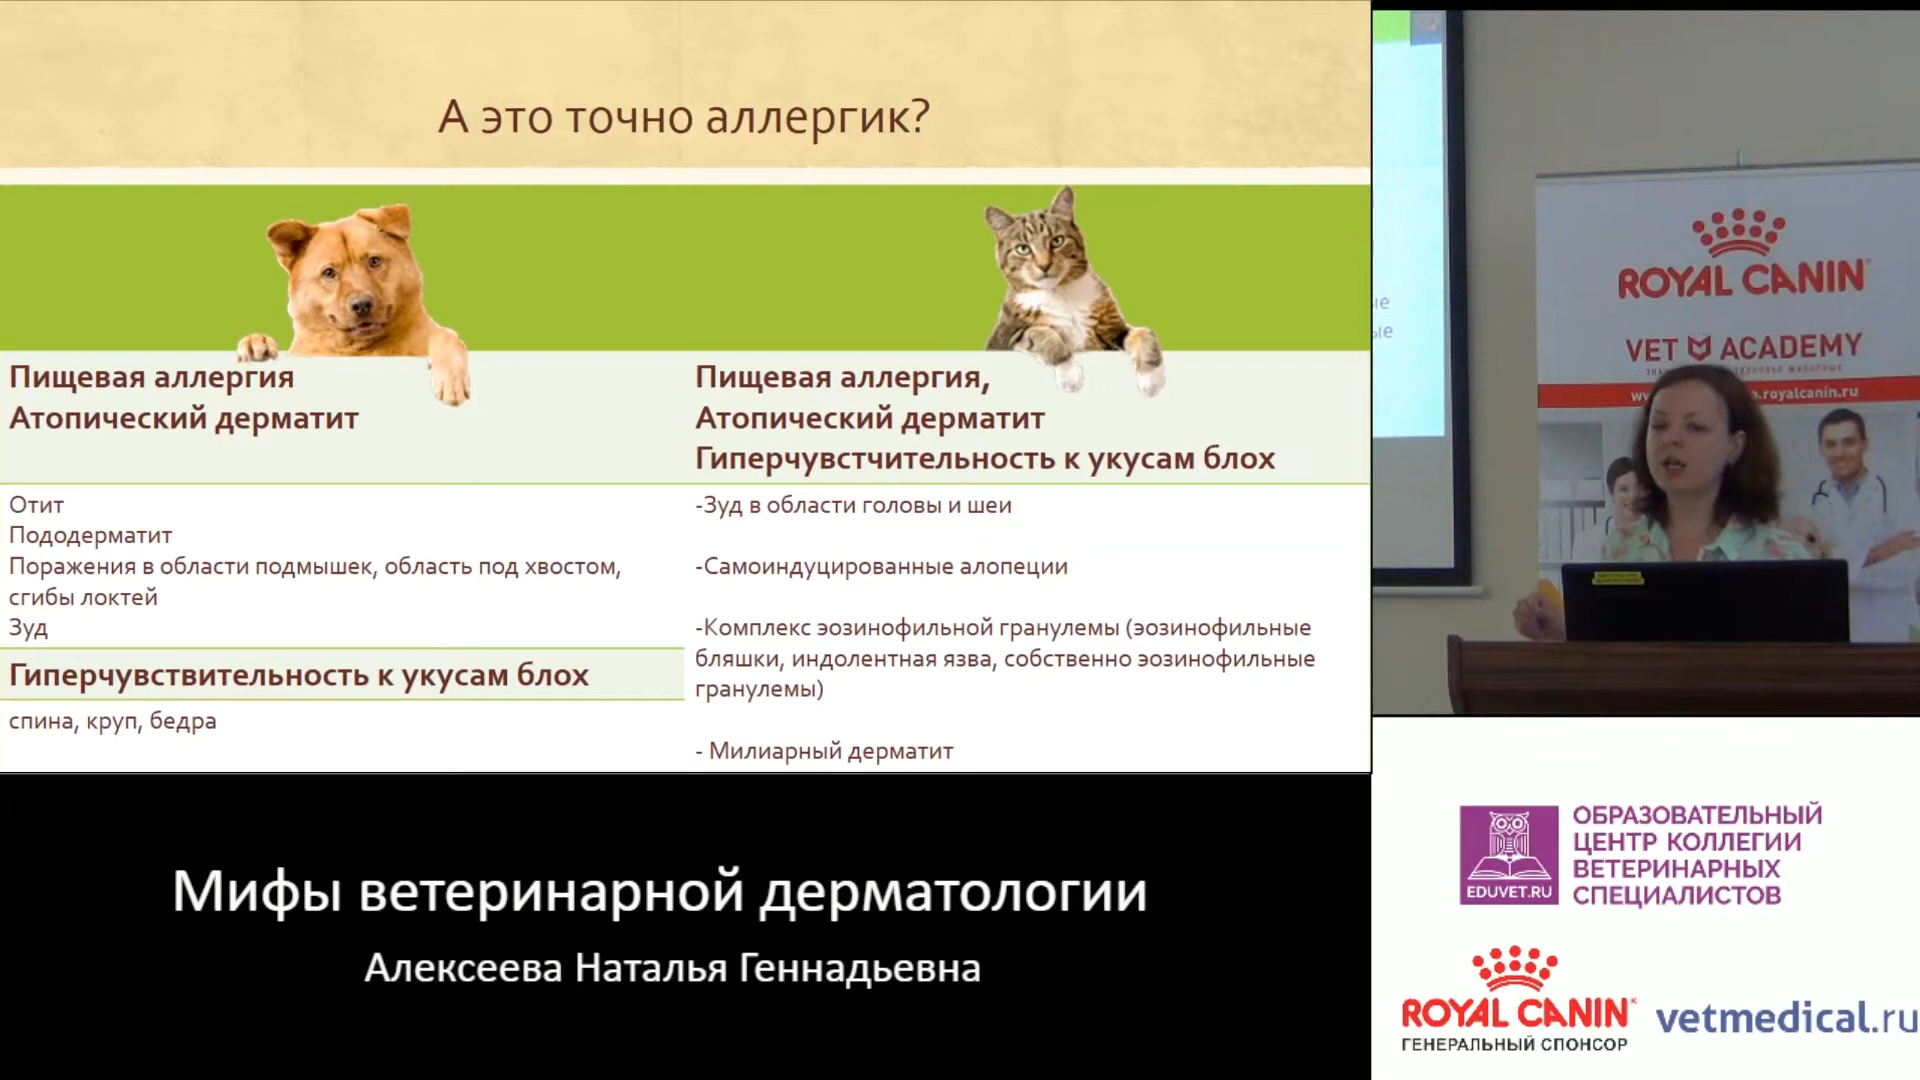 А это точно аллергик?
Пищевая аллергия
Атопический дерматит
Отит
Пододерматит
Поражения в области подмышек, область под хвостом,
сгибы локтей
Зуд
Гиперчувствительность к укусам блох
спина, круп, бедра
Пищевая аллергия,
Атопический дерматит
Гиперчувстчительность к укусам блох
-Зуд в области головы и шеи
-Самоиндуцированные алопеции
-Комплекс эозинофильной гранулемы (эозинофильные
бляшки, индолентная язва, собственно эозинофильные
гранулемы)
- Милиарный дерматит
ROYAL CANIN
VET ACADEMY
.royalcanin.ru
Мифы ветеринарной дерматологии
Алексеева Наталья Геннадьевна
EDUVET.RU
ОБРАЗОВАТЕЛЬНЫЙ
ЦЕНТР КОЛЛЕГИИ
ВЕТЕРИНАРНЫХ
СПЕЦИАЛИСТОВ
ROYAL CANIN
ГЕНЕРАЛЬНЫЙ СПОНСОР
vetmedical.ru